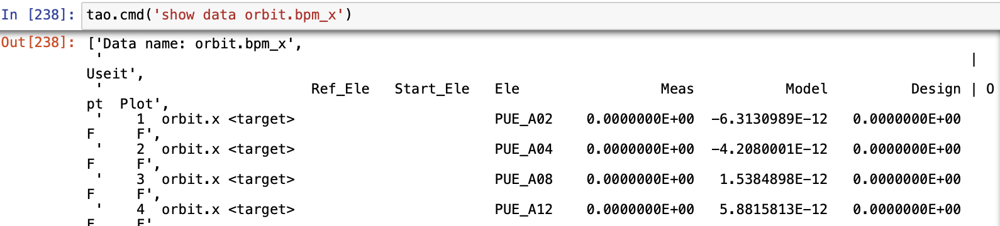 In [238]: tao.cmd('show data orbit.bpm_x')
Out[238]: ['Data name: orbit.bpm_x',
' |
Useit',
' Ref_Ele Start_Ele Ele Meas Model Design | O
pt Plot',
' 1 orbit.x <target> PUE_A02 0.0000000E+00 -6.3130989E-12 0.0000000E+00
F F',
' 2 orbit.x <target> PUE_A04 0.0000000E+00 -4.2080001E-12 0.0000000E+00
F F',
' 3 orbit.x <target> PUE_A08 0.0000000E+00 1.5384898E-12 0.0000000E+00
F F',
' 4 orbit.x <target> PUE_A12 0.0000000E+00 5.8815813E-12 0.0000000E+00
F F'